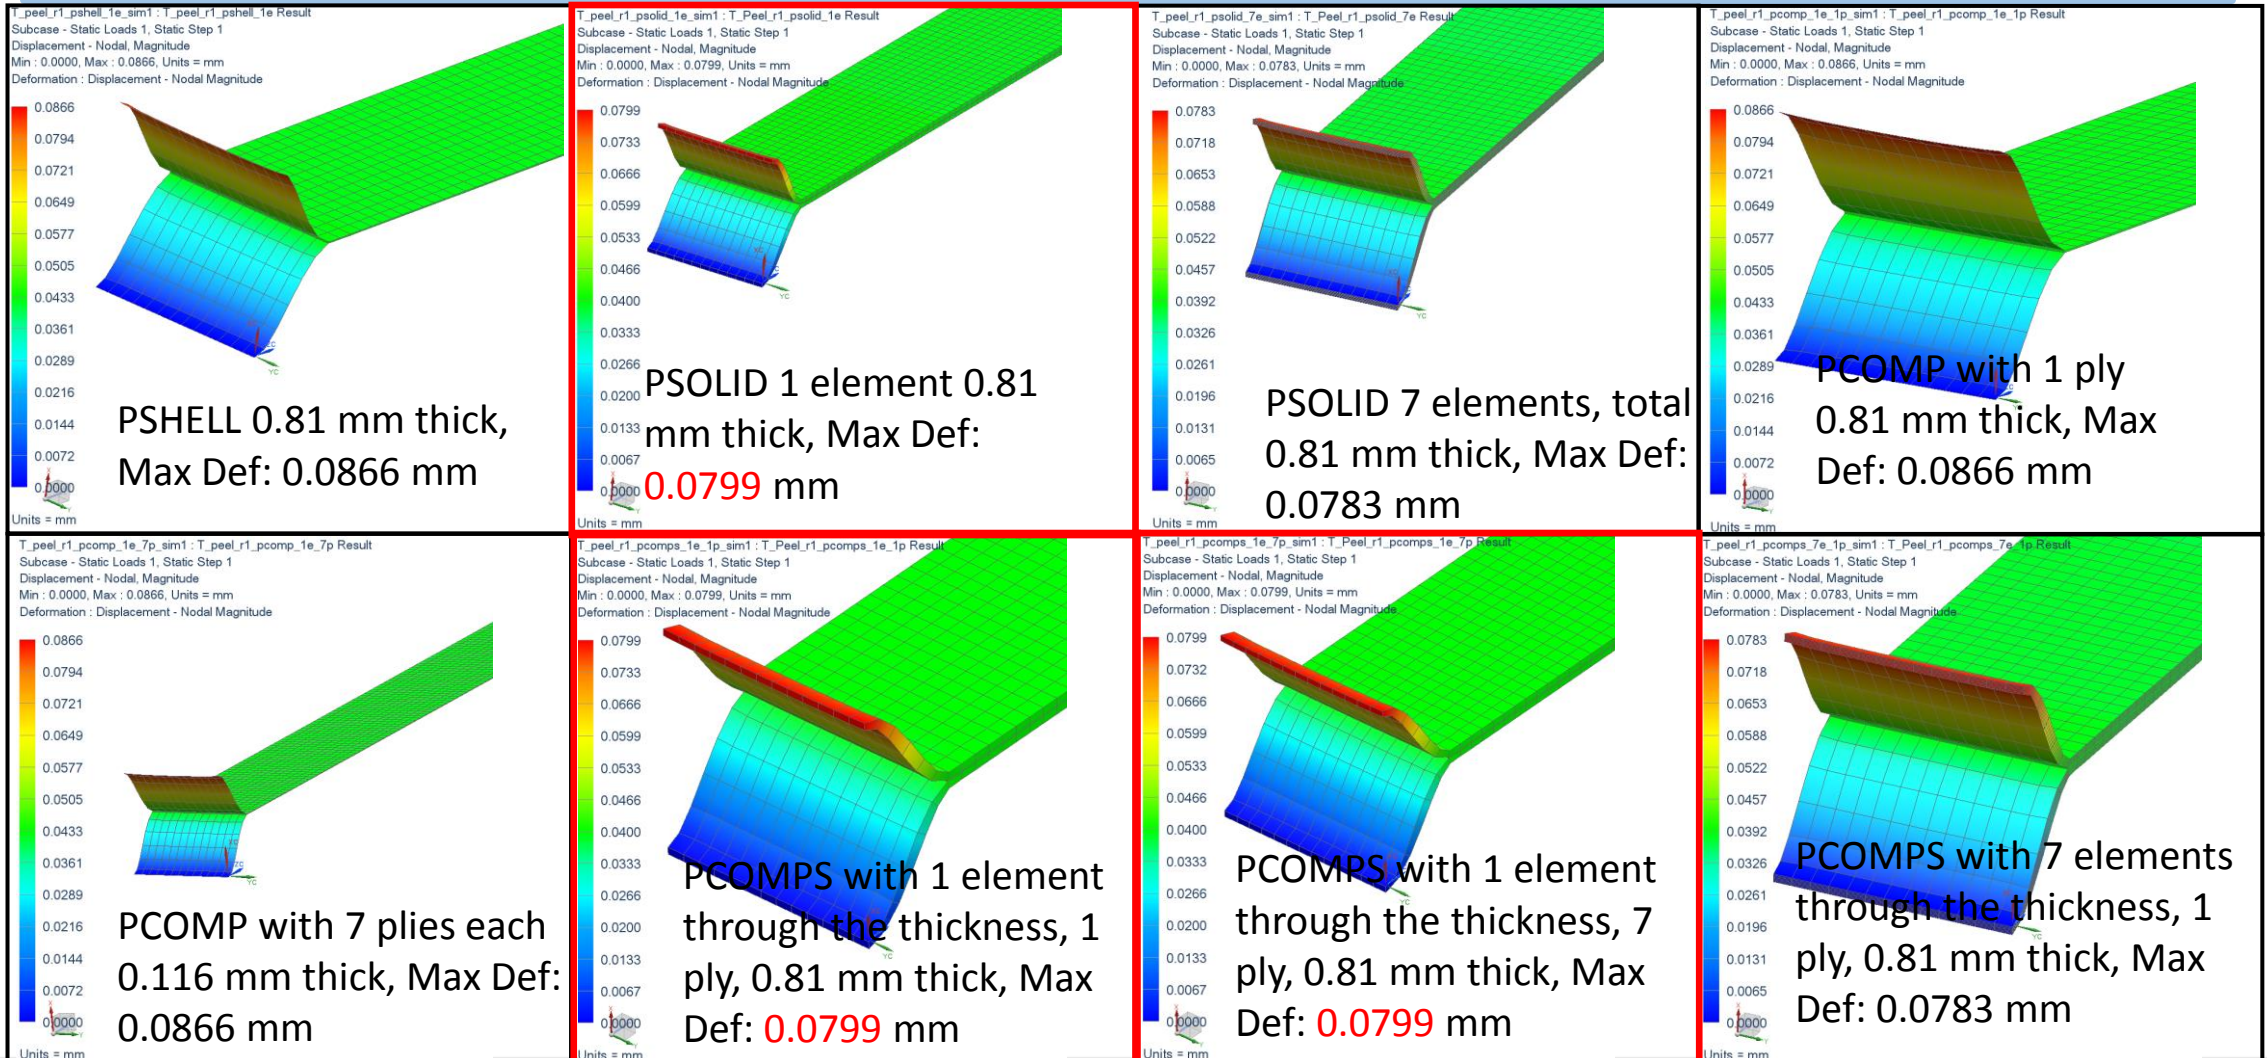 T_peel_r1_pshell_1e_sim1 : T_peel_r1_pshell_1e Result
Subcase - Static Loads 1, Static Step 1
Displacement - Nodal, Magnitude
Min : 0.0000, Max : 0.0866, Units = mm
Deformation : Displacement - Nodal Magnitude
0.0866
0.0794
0.0721
0.0649
0.0577
0.0505
0.0433
0.0361
0.0289
0.0216
0.0144
0.0072
0.0000
Units = mm
YC
PSHELL 0.81 mm thick,
Max Def: 0.0866 mm
T_peel_r1_psolid_1e_sim1 : T_Peel_r1_psolid_1e Result
Subcase - Static Loads 1, Static Step 1
Displacement - Nodal, Magnitude
Min : 0.0000, Max : 0.0799, Units = mm
Deformation : Displacement - Nodal Magnitude
0.0799
0.0733
0.0666
0.0599
0.0533
0.0466
0.0400
0.0333
0.0266
0.0200
0.0133
0.0067
0.0000
Units = mm
YC
PSOLID 1 element 0.81
mm thick, Max Def:
0.0799 mm
T_peel_r1_psolid_7e_sim1 : T_Peel_r1_psolid_7e Result
Subcase - Static Loads 1, Static Step 1
Displacement - Nodal, Magnitude
Min : 0.0000, Max : 0.0783, Units = mm
Deformation : Displacement - Nodal Magnitude
0.0783
0.0718
0.0653
0.0588
0.0522
0.0457
0.0392
0.0326
0.0261
0.0196
0.0131
0.0065
0.0000
Units = mm
YC
PSOLID 7 elements, total
0.81 mm thick, Max Def:
0.0783 mm
T_peel_r1_pcomp_1e_1p_sim1 : T_peel_r1_pcomp_1e_1p Result
Subcase - Static Loads 1, Static Step 1
Displacement - Nodal, Magnitude
Min : 0.0000, Max : 0.0866, Units = mm
Deformation : Displacement - Nodal Magnitude
0.0866
0.0794
0.0721
0.0649
0.0577
0.0505
0.0433
0.0361
0.0289
0.0216
0.0144
0.0072
0.0000
Units = mm
YC
PCOMP with 1 ply
0.81 mm thick, Max
Def: 0.0866 mm
T_peel_r1_pcomp_1e_7p_sim1 : T_peel_r1_pcomp_1e_7p Result
Subcase - Static Loads 1, Static Step 1
Displacement - Nodal, Magnitude
Min : 0.0000, Max : 0.0866, Units = mm
Deformation : Displacement - Nodal Magnitude
0.0866
0.0794
0.0721
0.0649
0.0577
0.0505
0.0433
0.0361
0.0289
0.0216
0.0144
0.0072
0.0000
Units = mm
YC
PCOMP with 7 plies each
0.116 mm thick, Max Def:
0.0866 mm
T_peel_r1_pcomps_1e_1p_sim1 : T_Peel_r1_pcomps_1e_1p Result
Subcase - Static Loads 1, Static Step 1
Displacement - Nodal, Magnitude
Min : 0.0000, Max : 0.0799, Units = mm
Deformation : Displacement - Nodal Magnitude
0.0799
0.0733
0.0666
0.0599
0.0533
0.0466
0.0400
0.0333
0.0266
0.0200
0.0133
0.0067
0.0000
Units = mm
YC
PCOMPS with 1 element
through the thickness, 1
ply, 0.81 mm thick, Max
Def: 0.0799 mm
T_peel_r1_pcomps_1e_7p_sim1 : T_Peel_r1_pcomps_1e_7p Result
Subcase - Static Loads 1, Static Step 1
Displacement - Nodal, Magnitude
Min : 0.0000, Max : 0.0799, Units = mm
Deformation : Displacement - Nodal Magnitude
0.0799
0.0732
0.0666
0.0599
0.0533
0.0466
0.0400
0.0333
0.0266
0.0200
0.0133
0.0067
0.0000
Units = mm
YC
PCOMPS with 1 element
through the thickness, 7
ply, 0.81 mm thick, Max
Def: 0.0799 mm
T_peel_r1_pcomps_7e_1p_sim1 : T_Peel_r1_pcomps_7e_1p Result
Subcase - Static Loads 1, Static Step 1
Displacement - Nodal, Magnitude
Min : 0.0000, Max : 0.0783, Units = mm
Deformation : Displacement - Nodal Magnitude
0.0783
0.0718
0.0653
0.0588
0.0522
0.0457
0.0392
0.0326
0.0261
0.0196
0.0131
0.0065
0.0000
Units = mm
YC
PCOMPS with 7 elements
through the thickness, 1
ply, 0.81 mm thick, Max
Def: 0.0783 mm